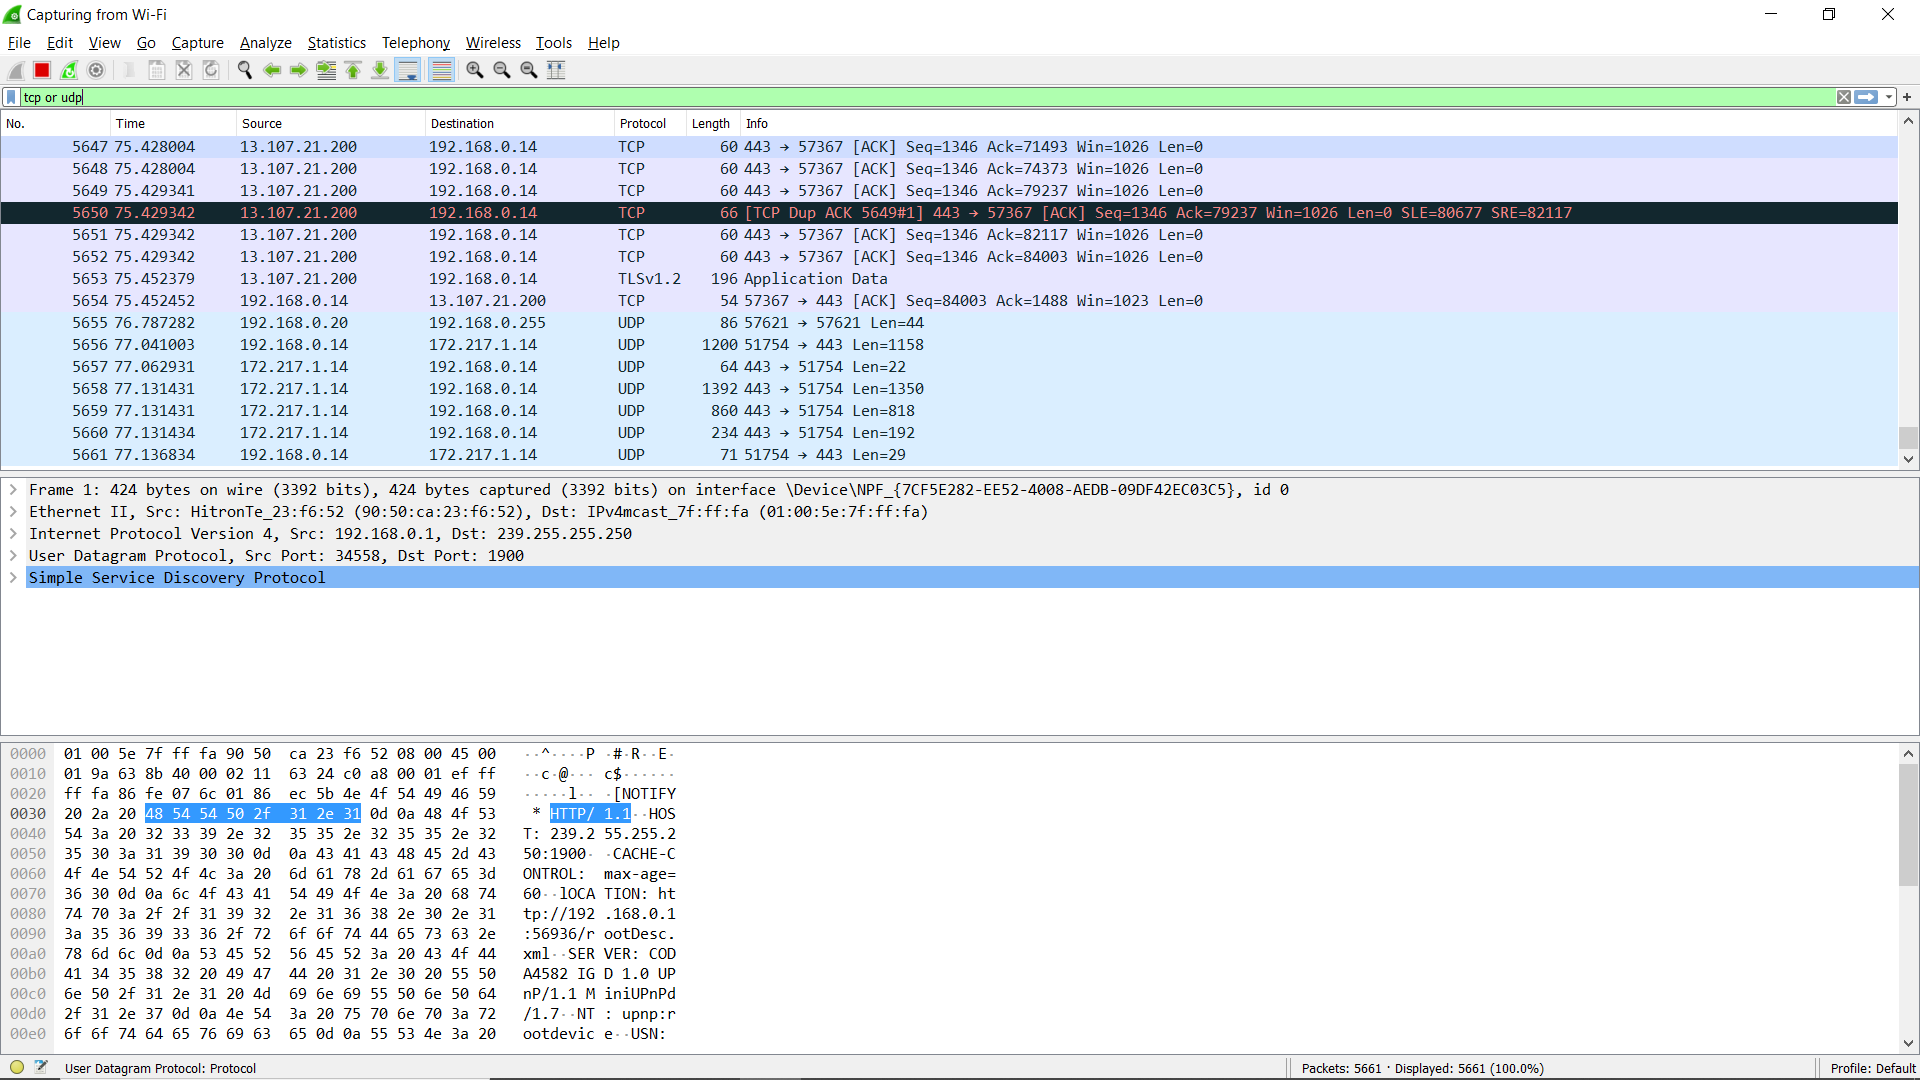 Capturing from Wi-Fi
File Edit View Go Capture Analyze Statistics Telephony Wireless Tools Help
tcp or udp
No. Time Source Destination Protocol Length Info
5647 75.428004 13.107.21.200 192.168.0.14 TCP 60 443 → 57367 [ACK] Seq=1346 Ack=71493 Win=1026 Len=0
5648 75.428004 13.107.21.200 192.168.0.14 TCP 60 443 → 57367 [ACK] Seq=1346 Ack=74373 Win=1026 Len=0
5649 75.429341 13.107.21.200 192.168.0.14 TCP 60 443 → 57367 [ACK] Seq=1346 Ack=79237 Win=1026 Len=0
5650 75.429342 13.107.21.200 192.168.0.14 TCP 66 [TCP Dup ACK 5649#1] 443 → 57367 [ACK] Seq=1346 Ack=79237 Win=1026 Len=0 SLE=80677 SRE=82117
5651 75.429342 13.107.21.200 192.168.0.14 TCP 60 443 → 57367 [ACK] Seq=1346 Ack=82117 Win=1026 Len=0
5652 75.429342 13.107.21.200 192.168.0.14 TCP 60 443 → 57367 [ACK] Seq=1346 Ack=84003 Win=1026 Len=0
5653 75.452379 13.107.21.200 192.168.0.14 TLSv1.2 196 Application Data
5654 75.452452 192.168.0.14 13.107.21.200 TCP 54 57367 → 443 [ACK] Seq=84003 Ack=1488 Win=1023 Len=0
5655 76.787282 192.168.0.20 192.168.0.255 UDP 86 57621 → 57621 Len=44
5656 77.041003 192.168.0.14 172.217.1.14 UDP 1200 51754 → 443 Len=1158
5657 77.062931 172.217.1.14 192.168.0.14 UDP 64 443 → 51754 Len=22
5658 77.131431 172.217.1.14 192.168.0.14 UDP 1392 443 → 51754 Len=1350
5659 77.131431 172.217.1.14 192.168.0.14 UDP 860 443 → 51754 Len=818
5660 77.131434 172.217.1.14 192.168.0.14 UDP 234 443 → 51754 Len=192
5661 77.136834 192.168.0.14 172.217.1.14 UDP 71 51754 → 443 Len=29
Frame 1: 424 bytes on wire (3392 bits), 424 bytes captured (3392 bits) on interface \Device\NPF_{7CF5E282-EE52-4008-AEDB-09DF42EC03C5}, id 0
Ethernet II, Src: HitronTe_23:f6:52 (90:50:ca:23:f6:52), Dst: IPv4mcast_7f:ff:fa (01:00:5e:7f:ff:fa)
Internet Protocol Version 4, Src: 192.168.0.1, Dst: 239.255.255.250
User Datagram Protocol, Src Port: 34558, Dst Port: 1900
Simple Service Discovery Protocol
0000 01 00 5e 7f ff fa 90 50 ca 23 f6 52 08 00 45 00 ··^····P ·#·R··E·
0010 01 9a 63 8b 40 00 02 11 63 24 c0 a8 00 01 ef ff ··c·@··· c$······
0020 ff fa 86 fe 07 6c 01 86 ec 5b 4e 4f 54 49 46 59 ·····l·· ·[NOTIFY
0030 20 2a 20 48 54 54 50 2f 31 2e 31 0d 0a 48 4f 53 * HTTP/ 1.1··HOS
0040 54 3a 20 32 33 39 2e 32 35 35 2e 32 35 35 2e 32 T: 239.2 55.255.2
0050 35 30 3a 31 39 30 30 0d 0a 43 41 43 48 45 2d 43 50:1900· ·CACHE-C
0060 4f 4e 54 52 4f 4c 3a 20 6d 61 78 2d 61 67 65 3d ONTROL: max-age=
0070 36 30 0d 0a 6c 4f 43 41 54 49 4f 4e 3a 20 68 74 60··lOCA TION: ht
0080 74 70 3a 2f 2f 31 39 32 2e 31 36 38 2e 30 2e 31 tp://192 .168.0.1
0090 3a 35 36 39 33 36 2f 72 6f 6f 74 44 65 73 63 2e :56936/r ootDesc.
00a0 78 6d 6c 0d 0a 53 45 52 56 45 52 3a 20 43 4f 44 xml··SER VER: COD
00b0 41 34 35 38 32 20 49 47 44 20 31 2e 30 20 55 50 A4582 IG D 1.0 UP
00c0 6e 50 2f 31 2e 31 20 4d 69 6e 69 55 50 6e 50 64 nP/1.1 M iniUPnPd
00d0 2f 31 2e 37 0d 0a 4e 54 3a 20 75 70 6e 70 3a 72 /1.7··NT : upnp:r
00e0 6f 6f 74 64 65 76 69 63 65 0d 0a 55 53 4e 3a 20 ootdevic e··USN:
User Datagram Protocol: Protocol Packets: 5661 · Displayed: 5661 (100.0%) Profile: Default